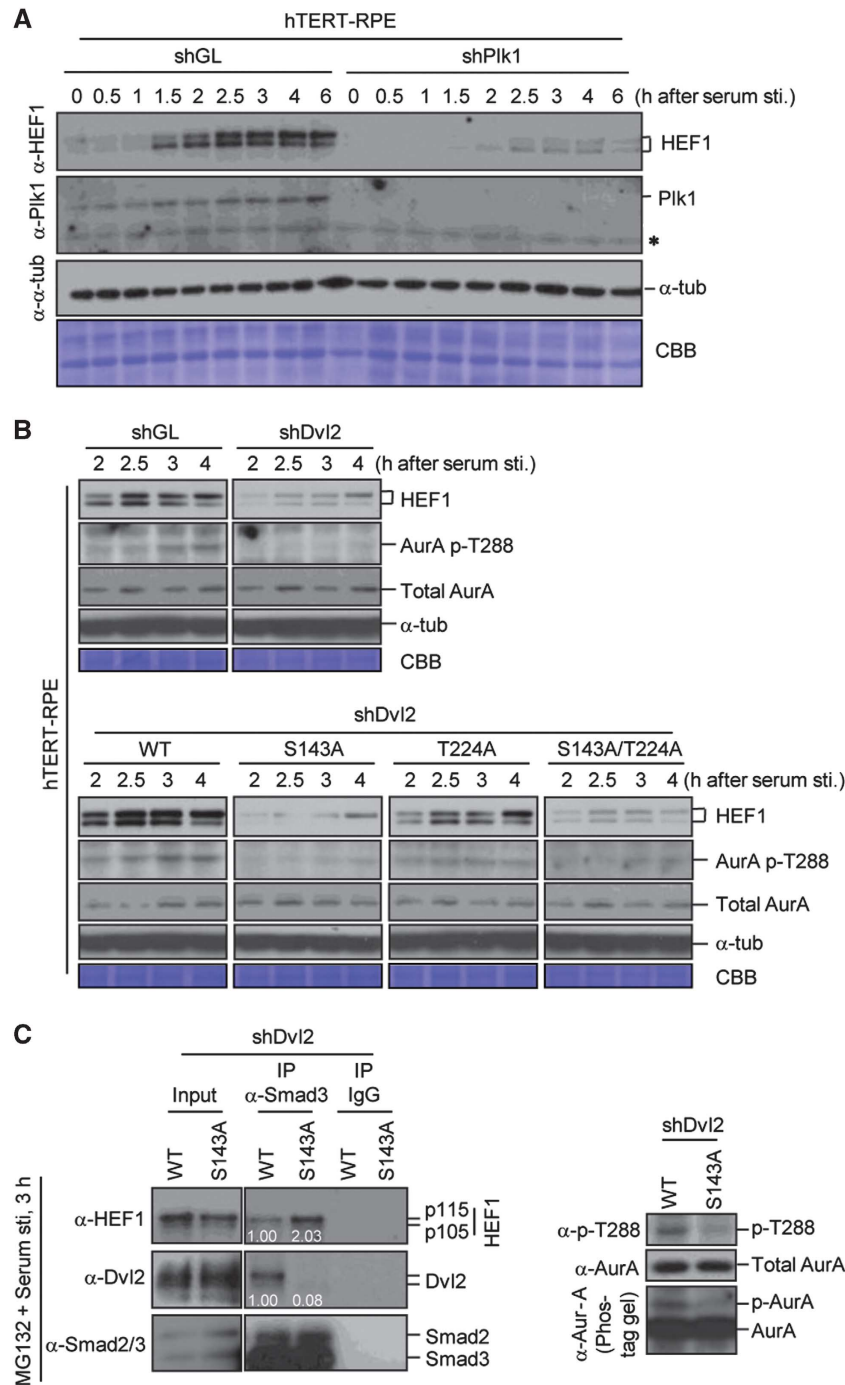 A
hTERT-RPE
shGL shPlk1
0 0.5 1 1.5 2 2.5 3 4 6 0 0.5 1 1.5 2 2.5 3 4 6 (h after serum sti.)
α-HEF1
HEF1
α-Plk1
Plk1
*
α-α-tub
α-tub
CBB
B
hTERT-RPE
shGL shDvl2
2 2.5 3 4 2 2.5 3 4 (h after serum sti.)
HEF1
AurA p-T288
Total AurA
α-tub
CBB
shDvl2
WT S143A T224A S143A/T224A
2 2.5 3 4 2 2.5 3 4 2 2.5 3 4 2 2.5 3 4 (h after serum sti.)
HEF1
AurA p-T288
Total AurA
α-tub
CBB
C
MG132 + Serum sti, 3 h
shDvl2
Input IP α-Smad3 IP IgG
WT S143A WT S143A WT S143A
α-HEF1
1.00 2.03
p115
p105
HEF1
α-Dvl2
1.00 0.08
Dvl2
α-Smad2/3
Smad2
Smad3
shDvl2
WT S143A
α-p-T288
p-T288
α-AurA
Total AurA
α-Aur-A
(Phos-
tag gel)
p-AurA
AurA